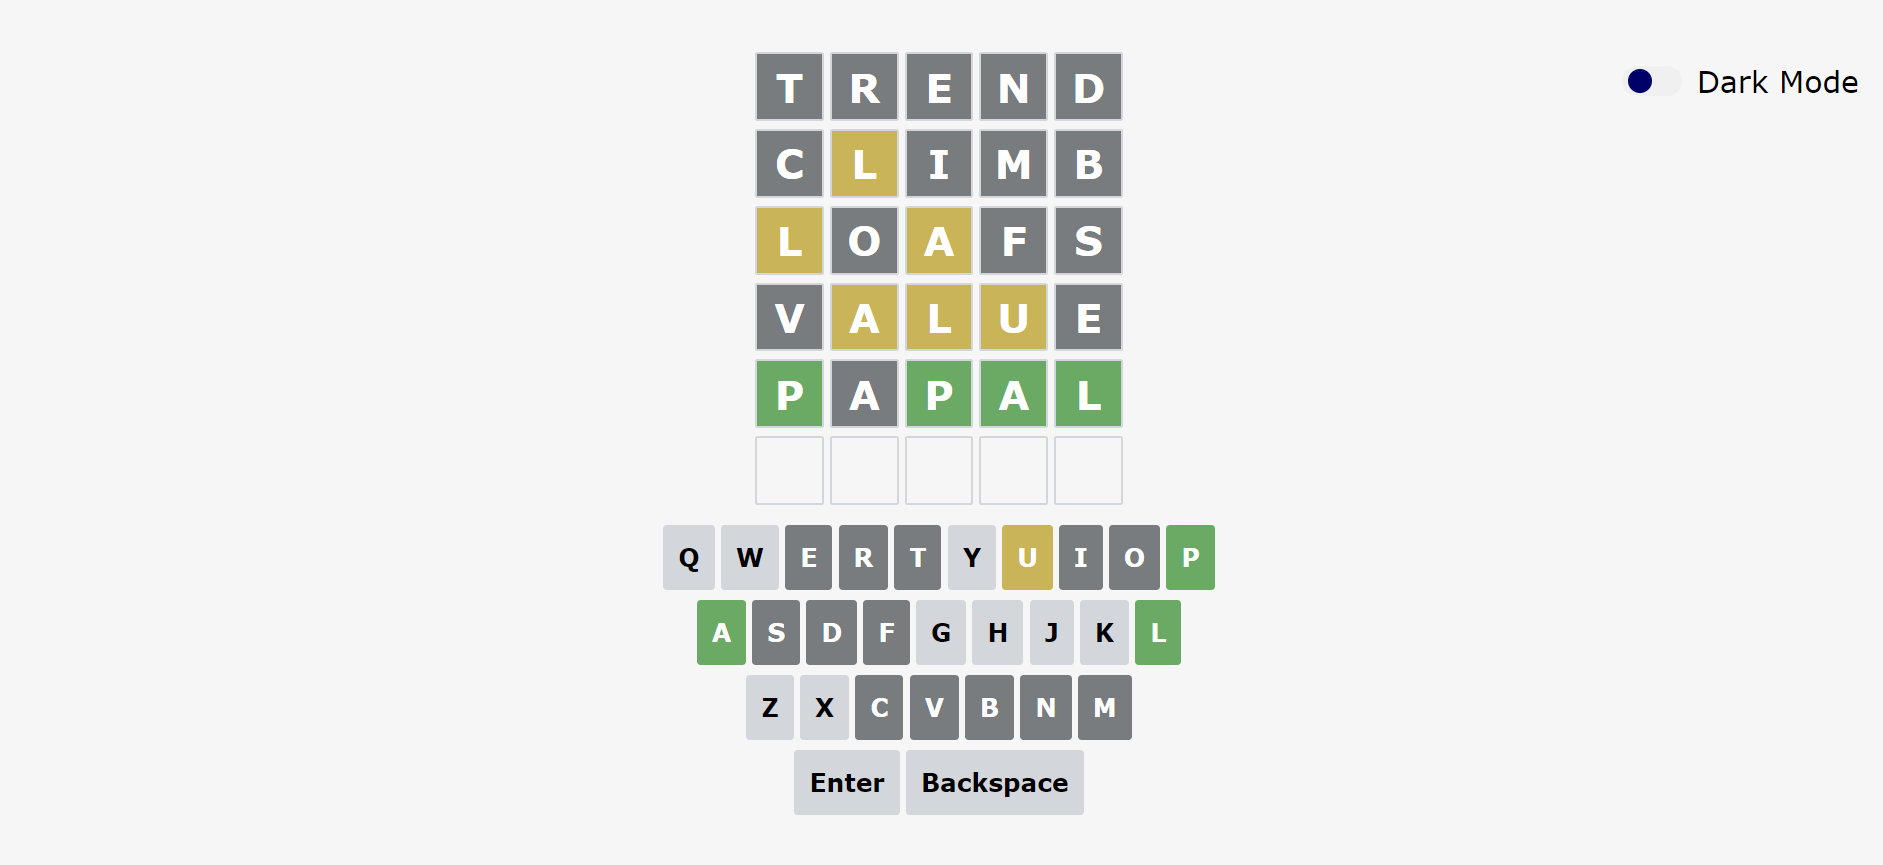 T R E N D
Dark Mode
C L I M B
L O A F S
V A L U E
P A P A L
Q W E R T Y U I O P
A S D F G H J K L
Z X C V B N M
Enter Backspace